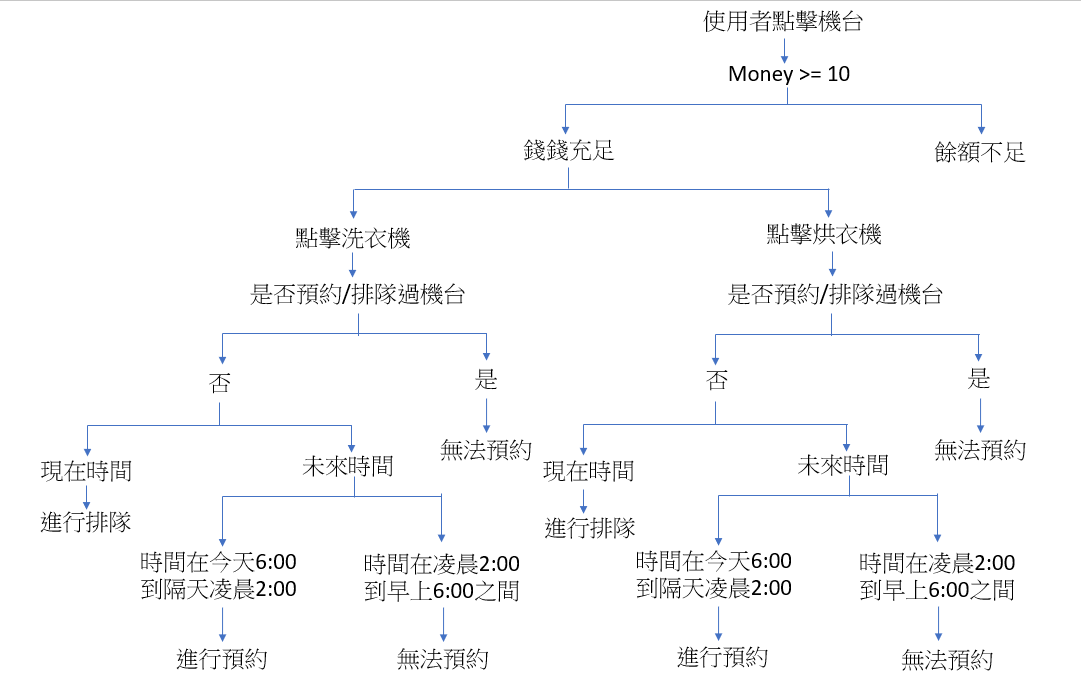 使用者點擊機台
Money >= 10
錢錢充足
餘額不足
點擊洗衣機
點擊烘衣機
是否預約/排隊過機台
是否預約/排隊過機台
否
是
否
是
無法預約
無法預約
現在時間
未來時間
現在時間
未來時間
進行排隊
進行排隊
時間在今天6:00
到隔天凌晨2:00
時間在凌晨2:00
到早上6:00之間
時間在今天6:00
到隔天凌晨2:00
時間在凌晨2:00
到早上6:00之間
進行預約
無法預約
進行預約
無法預約